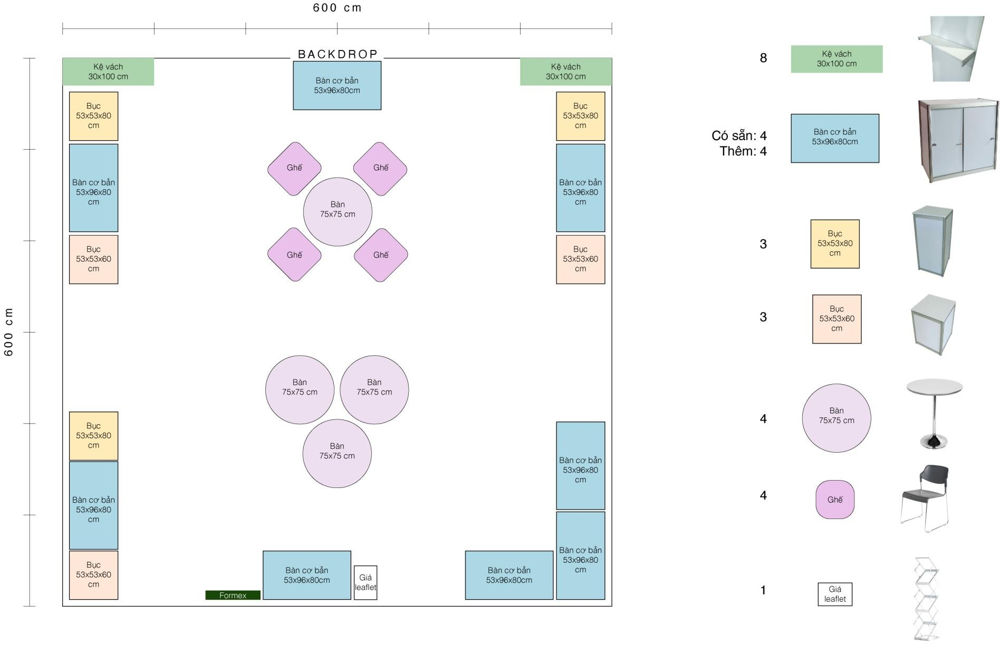 600 cm
BACKDROP
Kệ vách
30x100 cm
Bàn cơ bản
53x96x80cm
Kệ vách
30x100 cm
Bục
53x53x80
cm
Bục
53x53x80
cm
Ghế
Ghế
Bàn cơ bản
53x96x80
cm
Bàn
75x75 cm
Bàn cơ bản
53x96x80
cm
Bục
53x53x60
cm
Ghế
Ghế
Bục
53x53x60
cm
600 cm
Bàn
75x75 cm
Bàn
75x75 cm
Bục
53x53x80
cm
Bàn
75x75 cm
Bàn cơ bản
53x96x80
cm
Bàn cơ bản
53x96x80
cm
Bục
53x53x60
cm
Formex
Bàn cơ bản
53x96x80cm
Giá
leaflet
Bàn cơ bản
53x96x80cm
Bàn cơ bản
53x96x80
cm
8
Kệ vách
30x100 cm
Có sẵn: 4
Thêm: 4
Bàn cơ bản
53x96x80cm
3
Bục
53x53x80
cm
3
Bục
53x53x60
cm
4
Bàn
75x75 cm
4
Ghế
1
Giá
leaflet